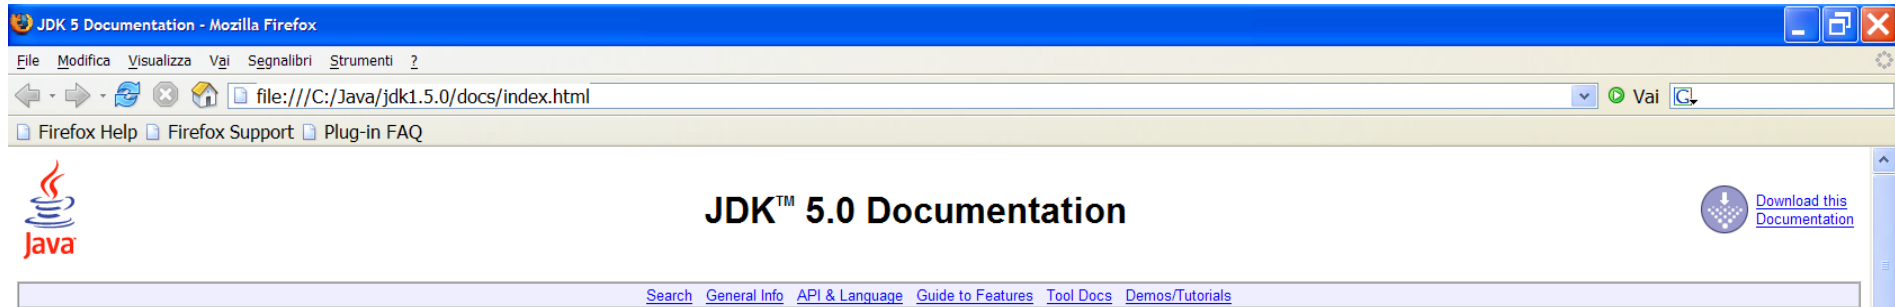 JDK 5 Documentation - Mozilla Firefox
File Modifica Visualizza Vai Segnalibri Strumenti ?
file:///C:/Java/jdk1.5.0/docs/index.html Vai G
Firefox Help Firefox Support Plug-in FAQ
Java
JDK™ 5.0 Documentation
Download this
Documentation
Search General Info API & Language Guide to Features Tool Docs Demos/Tutorials